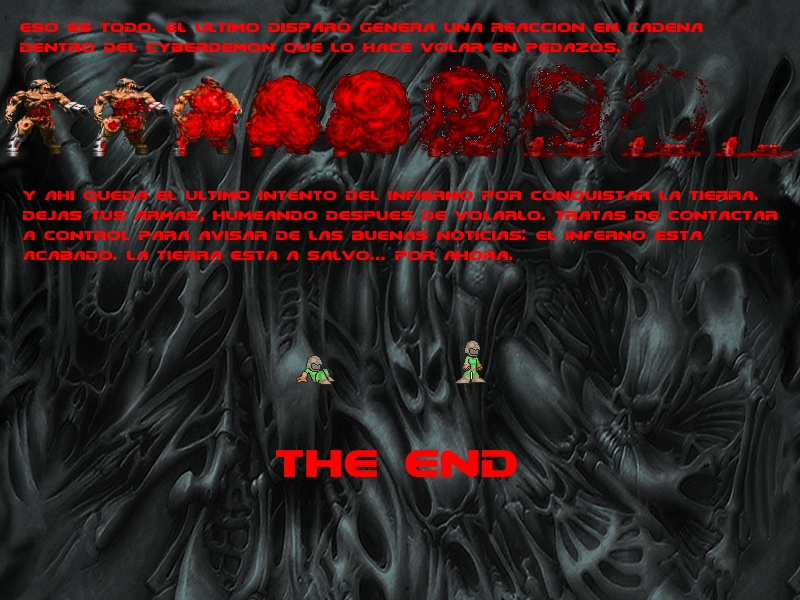 ESO ES TODO. EL ULTIMO DISPARO GENERA UNA REACCION EN CADENA
DENTRO DEL CYBERDEMON QUE LO HACE VOLAR EN PEDAZOS.
Y AHI QUEDA EL ULTIMO INTENTO DEL INFIERNO POR CONQUISTAR LA TIERRA.
DEJAS TUS ARMAS, HUMEANDO DESPUES DE VOLARLO. TRATAS DE CONTACTAR
A CONTROL PARA AVISAR DE LAS BUENAS NOTICIAS: EL INFERNO ESTA
ACABADO. LA TIERRA ESTA A SALVO... POR AHORA.
THE END